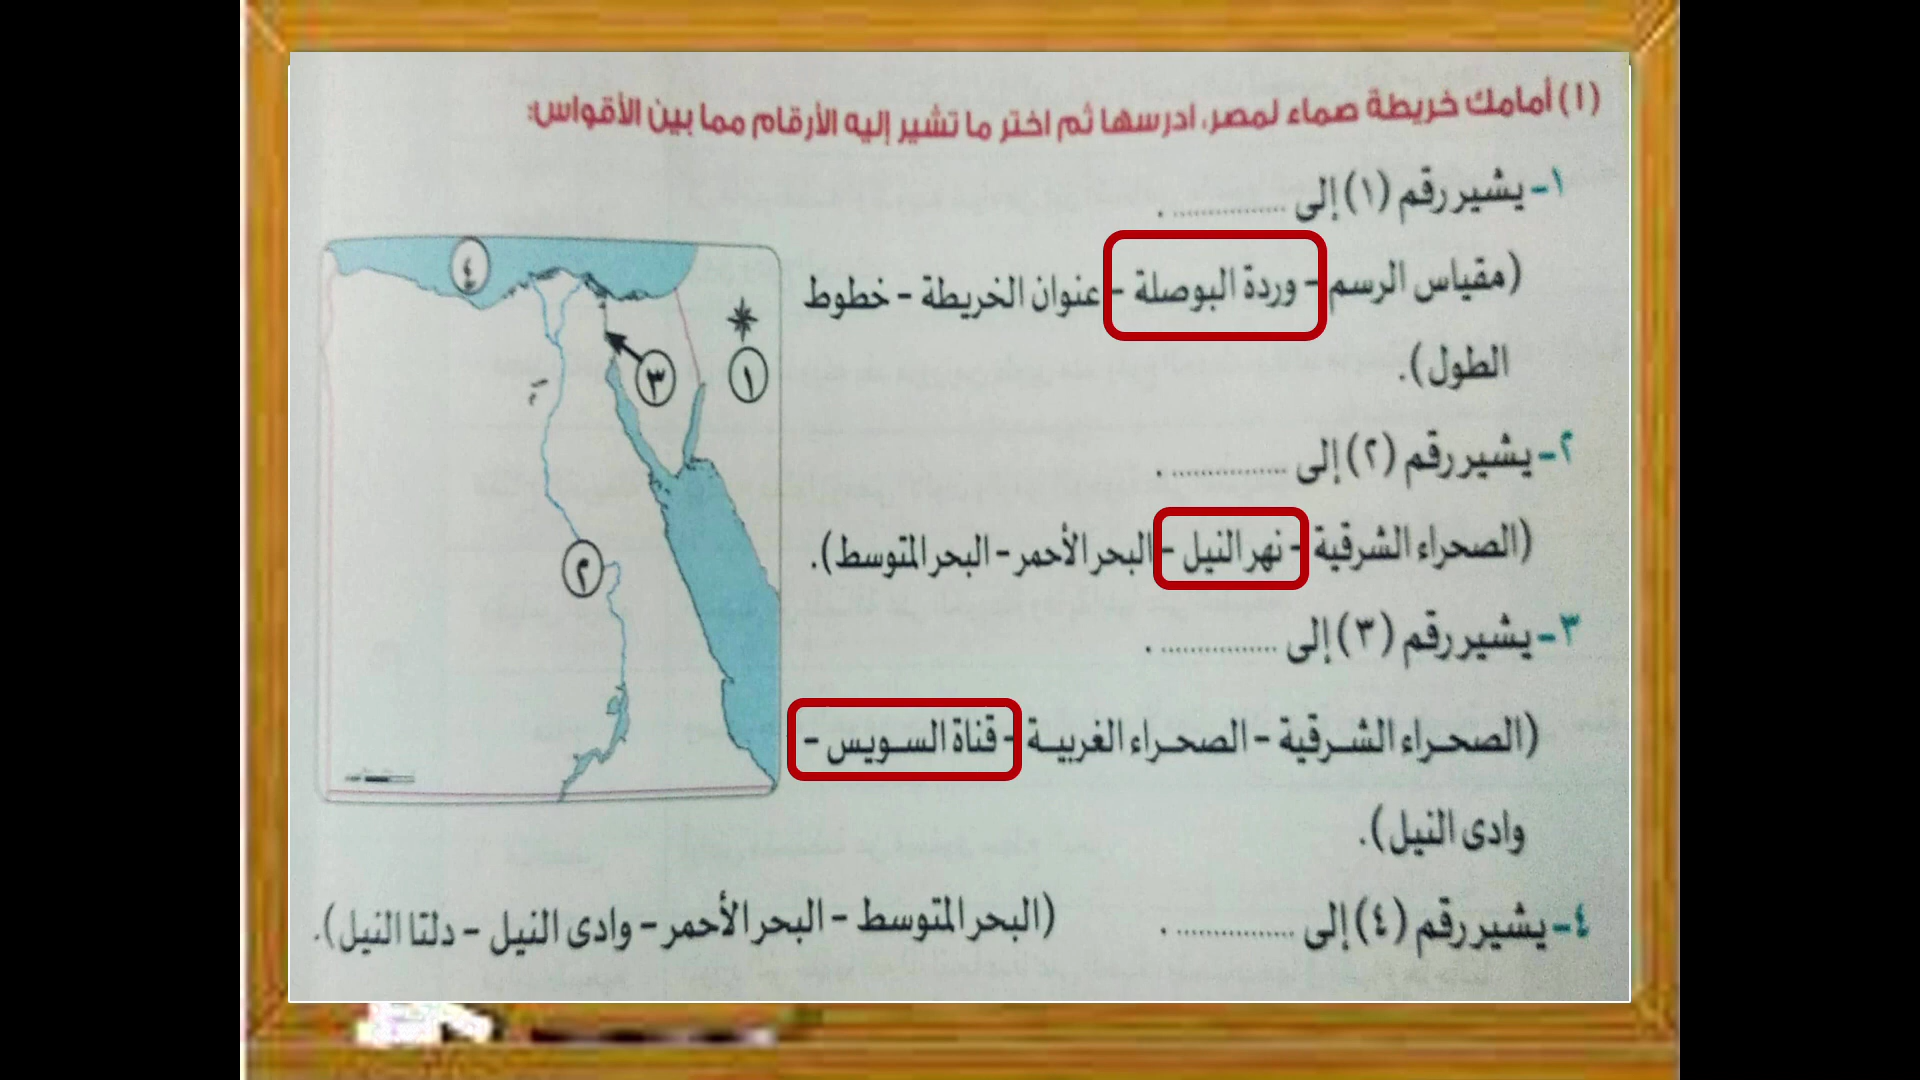 (١) أمامك خريطة صماء لمصر، ادرسها ثم اختر ما تشير إليه الأرقام مما بين الأقواس:
١- يشير رقم (١) إلى ................ .
(مقياس الرسم - وردة البوصلة - عنوان الخريطة - خطوط
الطول).
٢- يشير رقم (٢) إلى ................ .
(الصحراء الشرقية - نهر النيل - البحر الأحمر - البحر المتوسط).
٣- يشير رقم (٣) إلى ................ .
(الصحراء الشرقية - الصحراء الغربية - قناة السويس -
وادى النيل).
٤- يشير رقم (٤) إلى ................ . (البحر المتوسط - البحر الأحمر - وادى النيل - دلتا النيل).
٤
١
٣
٢